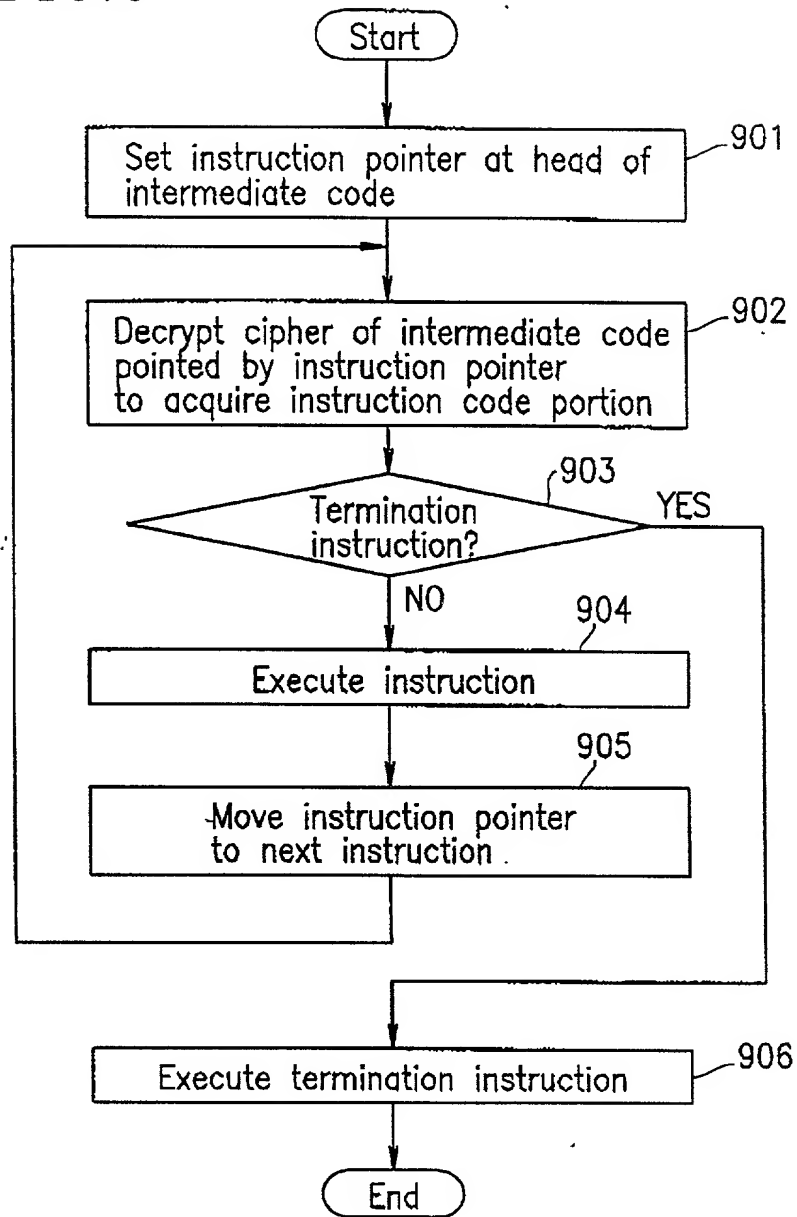 Start
Set instruction pointer at head of
intermediate code
901
Decrypt cipher of intermediate code
pointed by instruction pointer
to acquire instruction code portion
902
903
Termination
instruction?
YES
NO
904
Execute instruction
905
Move instruction pointer
to next instruction
Execute termination instruction
906
End